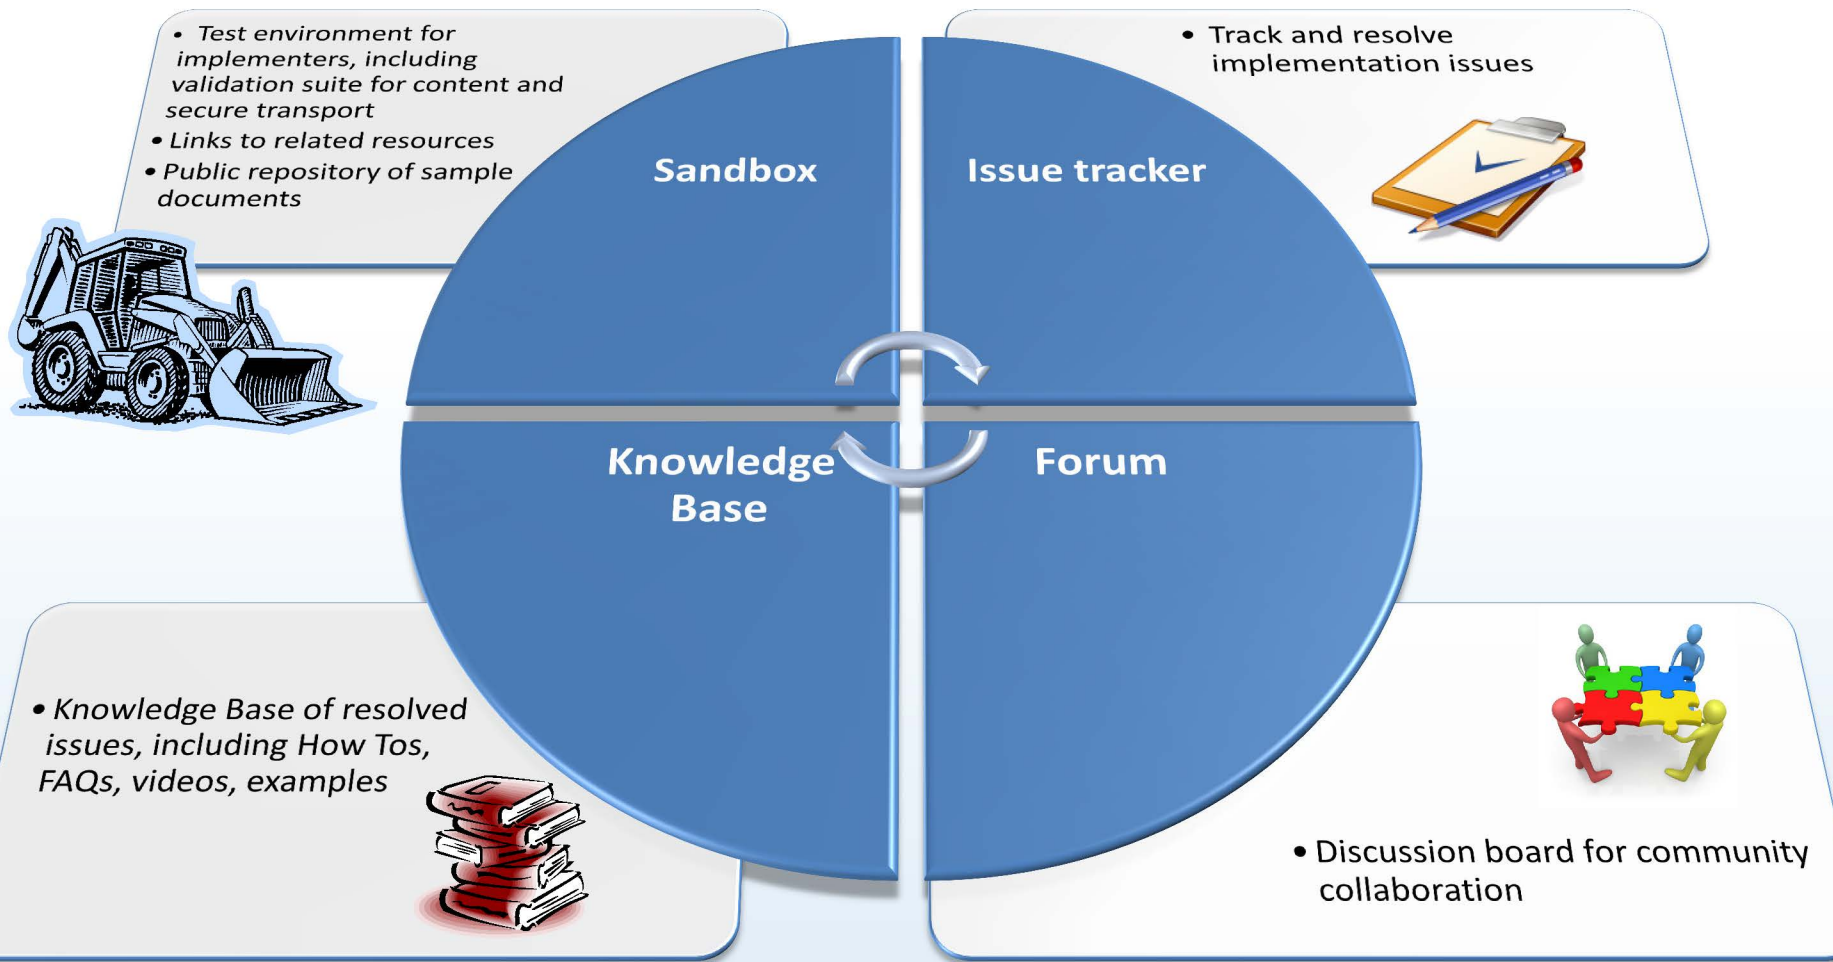 • Test environment for
implementers, including
validation suite for content and
secure transport
• Links to related resources
• Public repository of sample
documents
Sandbox
• Track and resolve
implementation issues
Issue tracker
Knowledge
Base
• Knowledge Base of resolved
issues, including How Tos,
FAQs, videos, examples
Forum
• Discussion board for community
collaboration